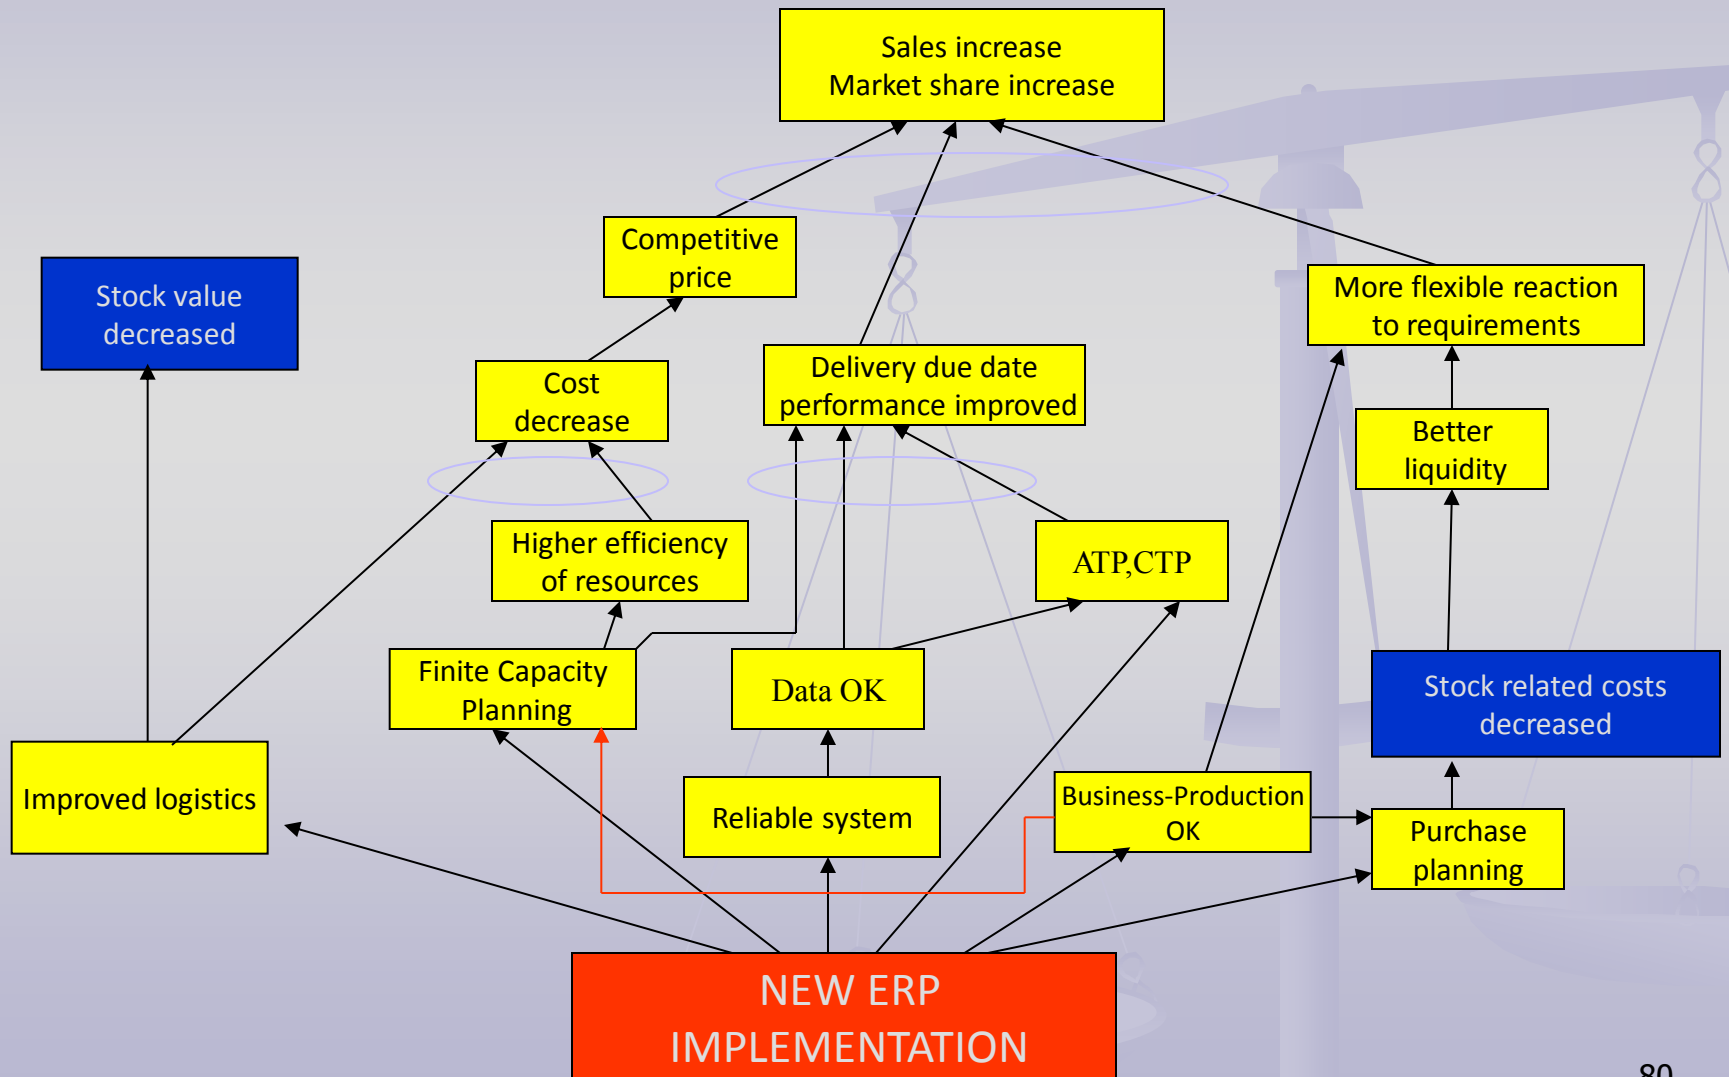 Sales increase
Market share increase
Competitive
price
Stock value
decreased
More flexible reaction
to requirements
Cost
decrease
Delivery due date
performance improved
Better
liquidity
Higher efficiency
of resources
ATP,CTP
Finite Capacity
Planning
Data OK
Stock related costs
decreased
Improved logistics
Reliable system
Business-Production
OK
Purchase
planning
NEW ERP
IMPLEMENTATION
80